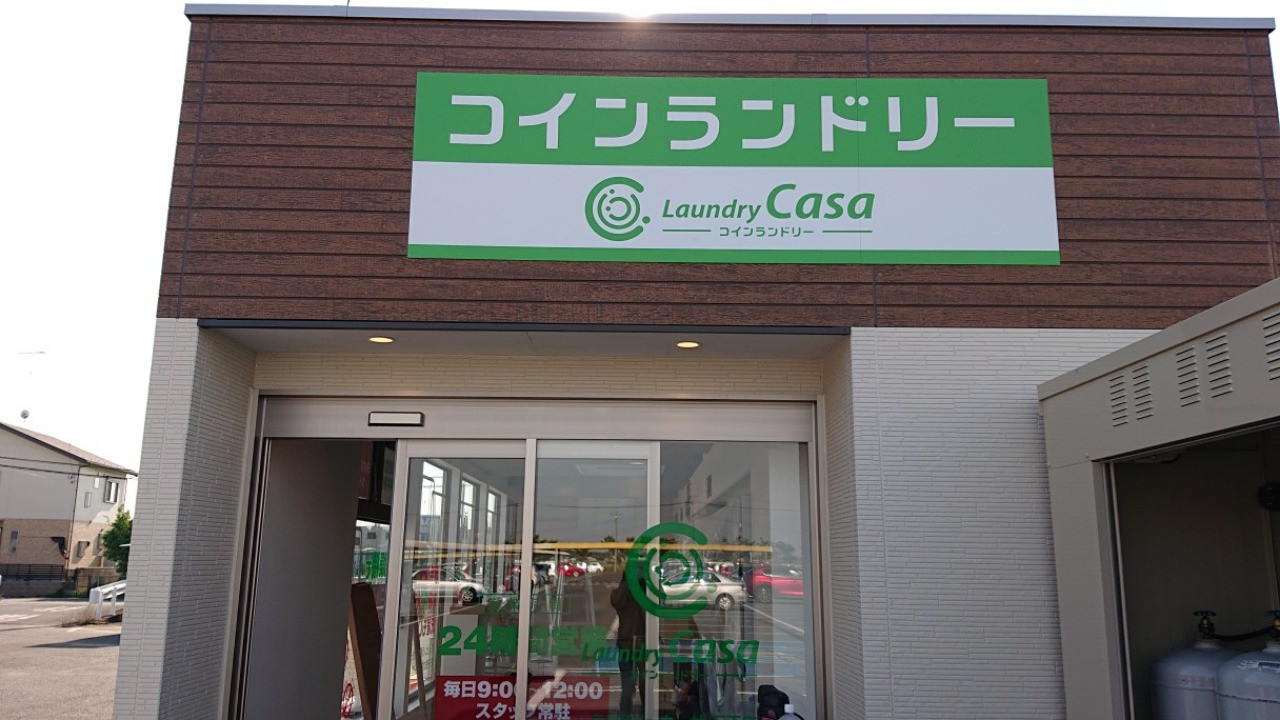 コインランドリー
Laundry Casa
コインランドリー
24時間営業
Laundry Casa
毎日9:00 12:00
スタッフ常駐